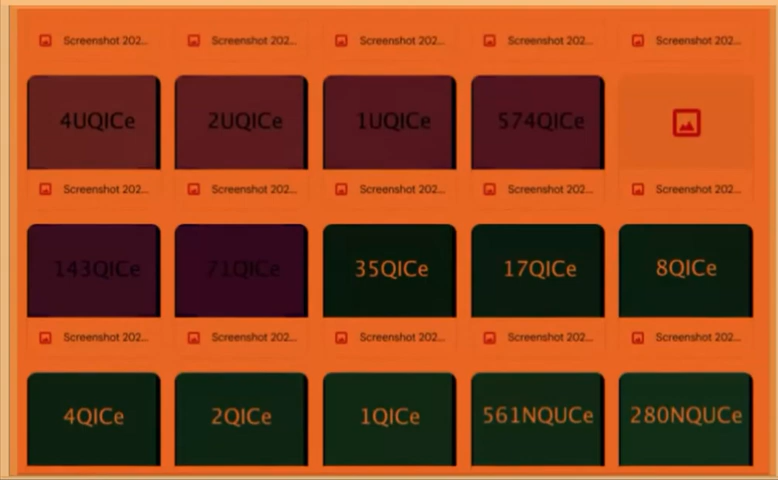 Screenshot 202... Screenshot 202... Screenshot 202... Screenshot 202... Screenshot 202...
4UQICe 2UQICe 1UQICe 574QICe
Screenshot 202... Screenshot 202... Screenshot 202... Screenshot 202... Screenshot 202...
143QICe 71QICe 35QICe 17QICe 8QICe
Screenshot 202... Screenshot 202... Screenshot 202... Screenshot 202... Screenshot 202...
4QICe 2QICe 1QICe 561NQUCe 280NQUCe